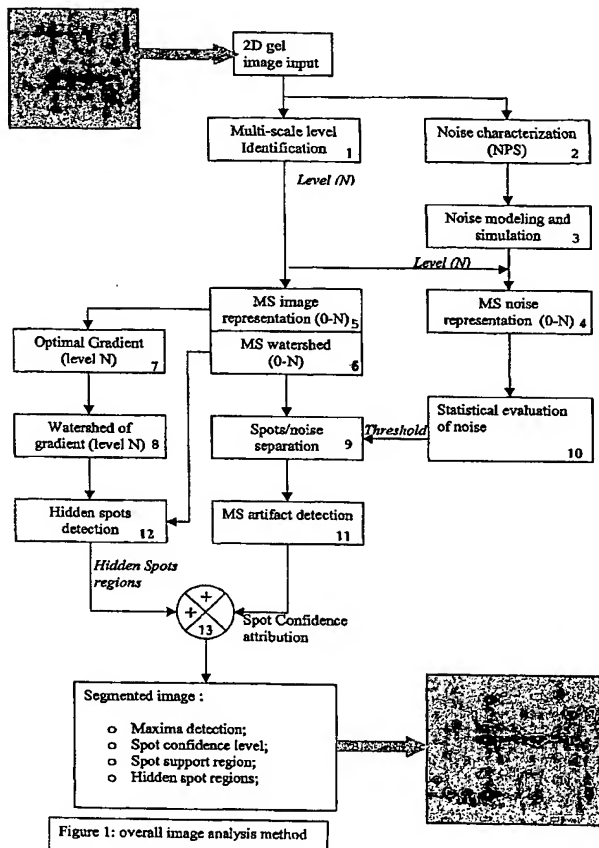 2D gel
image input
Multi-scale level
Identification 1
Noise characterization
(NPS) 2
Level (N)
Noise modeling and
simulation 3
Level (N)
MS image
representation (0-N) 5
MS noise
representation (0-N) 4
Optimal Gradient
(level N) 7
MS watershed
(0-N) 6
Watershed of
gradient (level N) 8
Spots/noise
separation 9
Threshold
Statistical evaluation
of noise
10
Hidden spots
detection 12
MS artifact detection
11
Hidden Spots
regions
+
+
13
Spot Confidence
attribution
Segmented image :
o Maxima detection;
o Spot confidence level;
o Spot support region;
o Hidden spot regions;
Figure 1: overall image analysis method